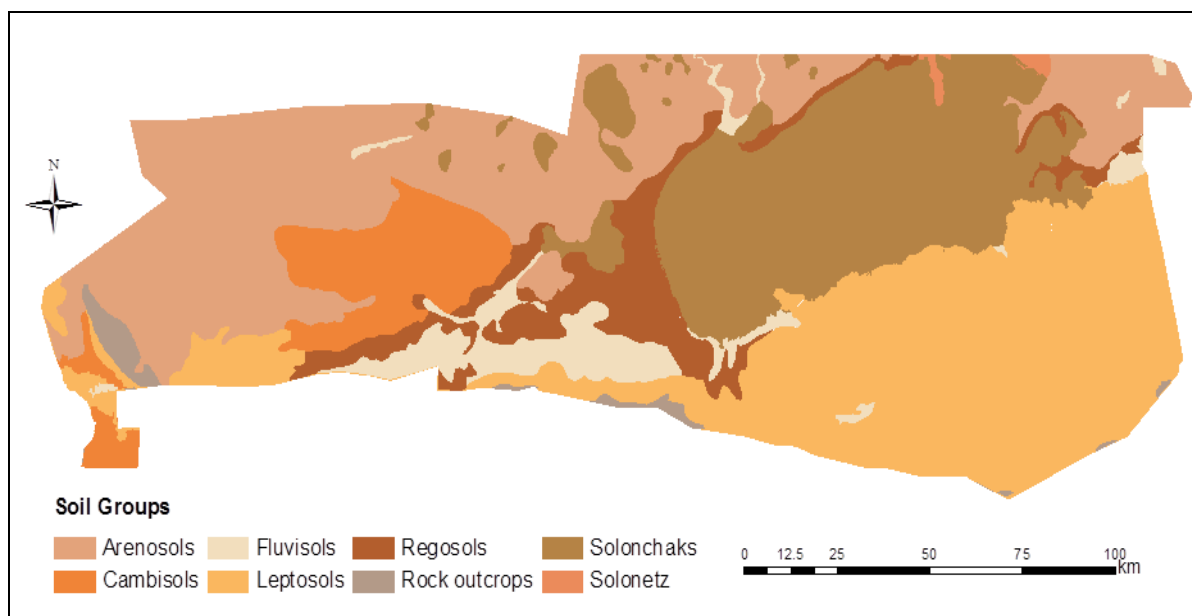 N
Soil Groups
Arenosols Fluvisols Regosols Solonchaks
Cambisols Leptosols Rock outcrops Solonetz
0 12.5 25 50 75 100
km